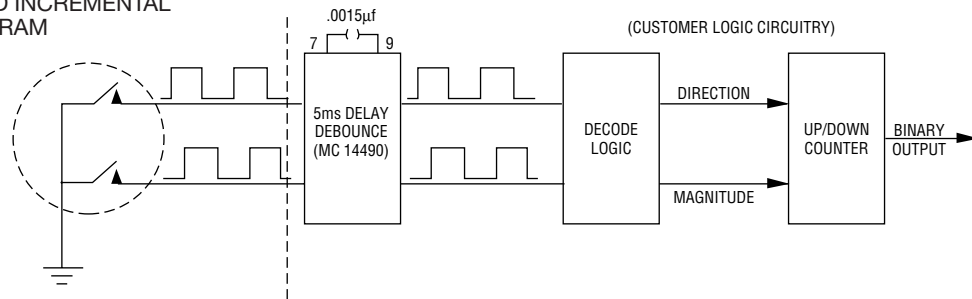 INCREMENTAL
.0015µf
7 9
(CUSTOMER LOGIC CIRCUITRY)
5ms DELAY
DEBOUNCE
(MC 14490)
DECODE
LOGIC
DIRECTION
MAGNITUDE
UP/DOWN
COUNTER
BINARY
OUTPUT